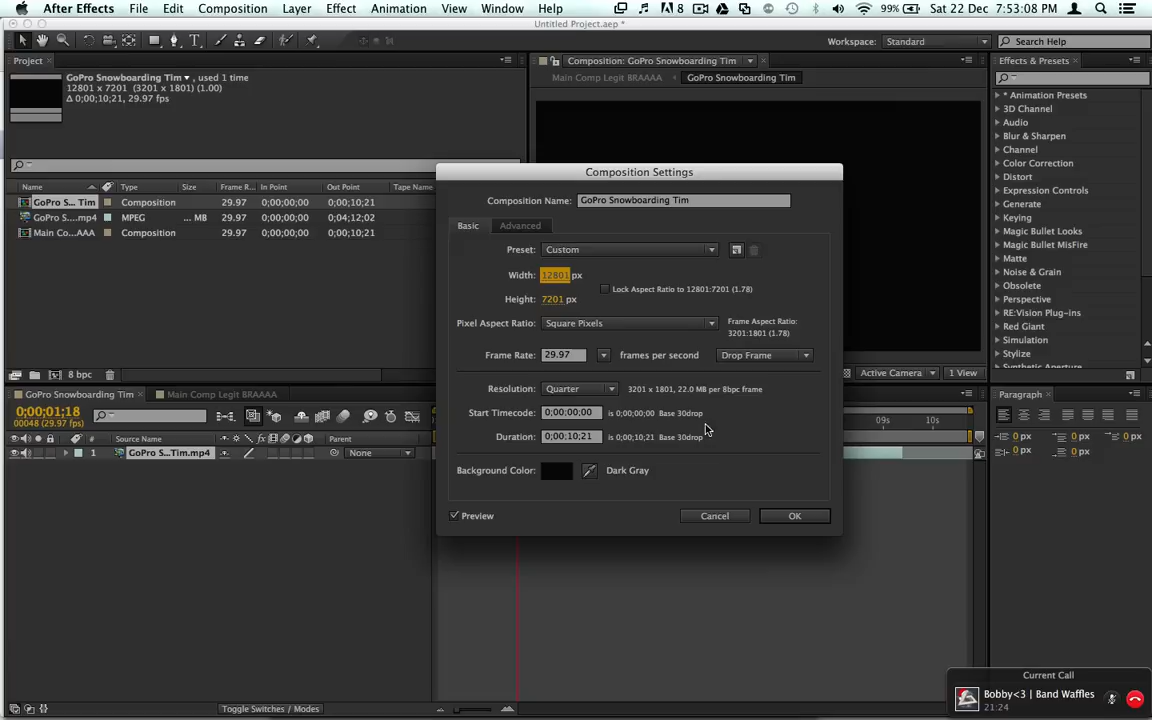 After Effects File Edit Composition Layer Effect Animation View Window Help 8 99% Sat 22 Dec 7:53:08 PM
Untitled Project.aep *
T Workspace: Standard Search Help
Project Composition: GoPro Snowboarding Tim Effects & Presets
GoPro Snowboarding Tim , used 1 time Main Comp Legit BRAAAA GoPro Snowboarding Tim
12801 x 7201 (3201 x 1801) (1.00)
Δ 0;00;10;21, 29.97 fps
* Animation Presets
3D Channel
Audio
Blur & Sharpen
Channel
Color Correction
Distort
Expression Controls
Generate
Keying
Magic Bullet Looks
Magic Bullet MisFire
Matte
Noise & Grain
Obsolete
Perspective
RE:Vision Plug-ins
Red Giant
Simulation
Stylize
Synthetic Aperture
Name Type Size Frame R... In Point Out Point Tape Name
GoPro S... Tim Composition 29.97 0;00;00;00 0;00;10;21
GoPro S....mp4 MPEG ... MB 29.97 0;00;00;00 0;04;12;02
Main Co...AAA Composition 29.97 0;00;00;00 0;00;10;21
8 bpc
Composition Settings
Composition Name: GoPro Snowboarding Tim
Basic Advanced
Preset: Custom
Width: 12801 px
Lock Aspect Ratio to 12801:7201 (1.78)
Height: 7201 px
Pixel Aspect Ratio: Square Pixels Frame Aspect Ratio:
3201:1801 (1.78)
Frame Rate: 29.97 frames per second Drop Frame
Resolution: Quarter 3201 x 1801, 22.0 MB per 8bpc frame
Start Timecode: 0;00;00;00 is 0;00;00;00 Base 30drop
Duration: 0;00;10;21 is 0;00;10;21 Base 30drop
Background Color: Dark Gray
Preview Cancel OK
Active Camera 1 View
GoPro Snowboarding Tim Main Comp Legit BRAAAA Paragraph
0;00;01;18
00048 (29.97 fps)
09s 10s
# Source Name fx Parent
1 GoPro S...Tim.mp4 None
0 px 0 px 0 px
0 px 0 px
Toggle Switches / Modes
Current Call
Bobby<3 | Band Waffles
21:24